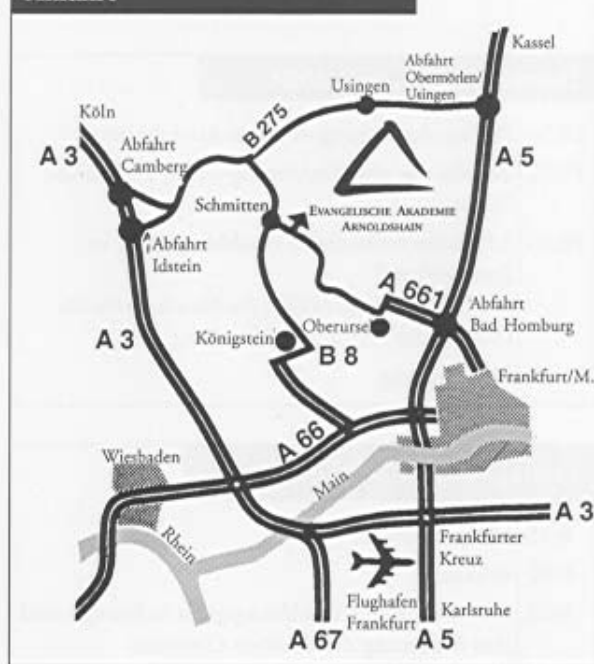 Kassel
Abfahrt
Obermörlen/
Usingen
Usingen
Köln
B 275
A 3
Abfahrt
Camberg
A 5
Schmitten
EVANGELISCHE AKADEMIE
ARNOLDSHAIN
Abfahrt
Idstein
A 661
Abfahrt
Bad Homburg
A 3
Königstein
Oberursel
B 8
Frankfurt/M.
A 66
Wiesbaden
Main
Rhein
A 3
Frankfurter
Kreuz
Flughafen
Frankfurt
Karlsruhe
A 67
A 5